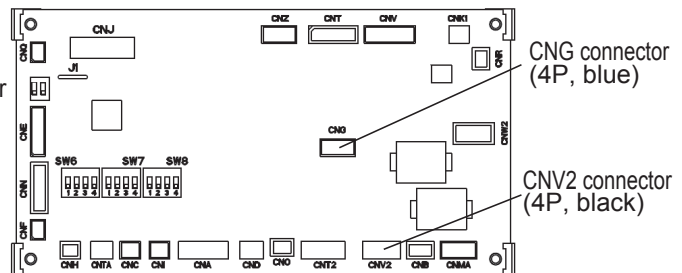 CNQ
CNJ
CNZ
CNT
CNV
CNK1
CNR
J1
CNE
CNG
CNW2
SW6
SW7
SW8
1 2 3 4
1 2 3 4
1 2 3 4
CNN
CNF
CNH
CNTA
CNC
CNI
CNA
CND
CNO
CNT2
CNV2
CNB
CNMA
r
CNG connector
(4P, blue)
CNV2 connector
(4P, black)